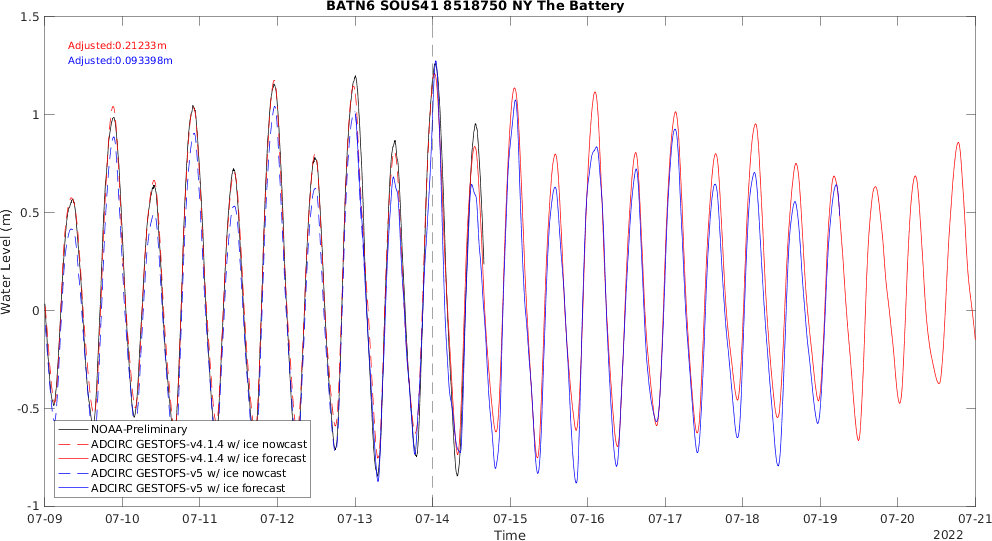 BATN6 SOUS41 8518750 NY The Battery
1.5
Adjusted:0.21233m
Adjusted:0.093398m
1
0.5
Water Level (m)
0
-0.5
NOAA-Preliminary
ADCIRC GESTOFS-v4.1.4 w/ ice nowcast
ADCIRC GESTOFS-v4.1.4 w/ ice forecast
ADCIRC GESTOFS-v5 w/ ice nowcast
ADCIRC GESTOFS-v5 w/ ice forecast
-1
07-09 07-10 07-11 07-12 07-13 07-14 07-15 07-16 07-17 07-18 07-19 07-20 07-21
Time
2022